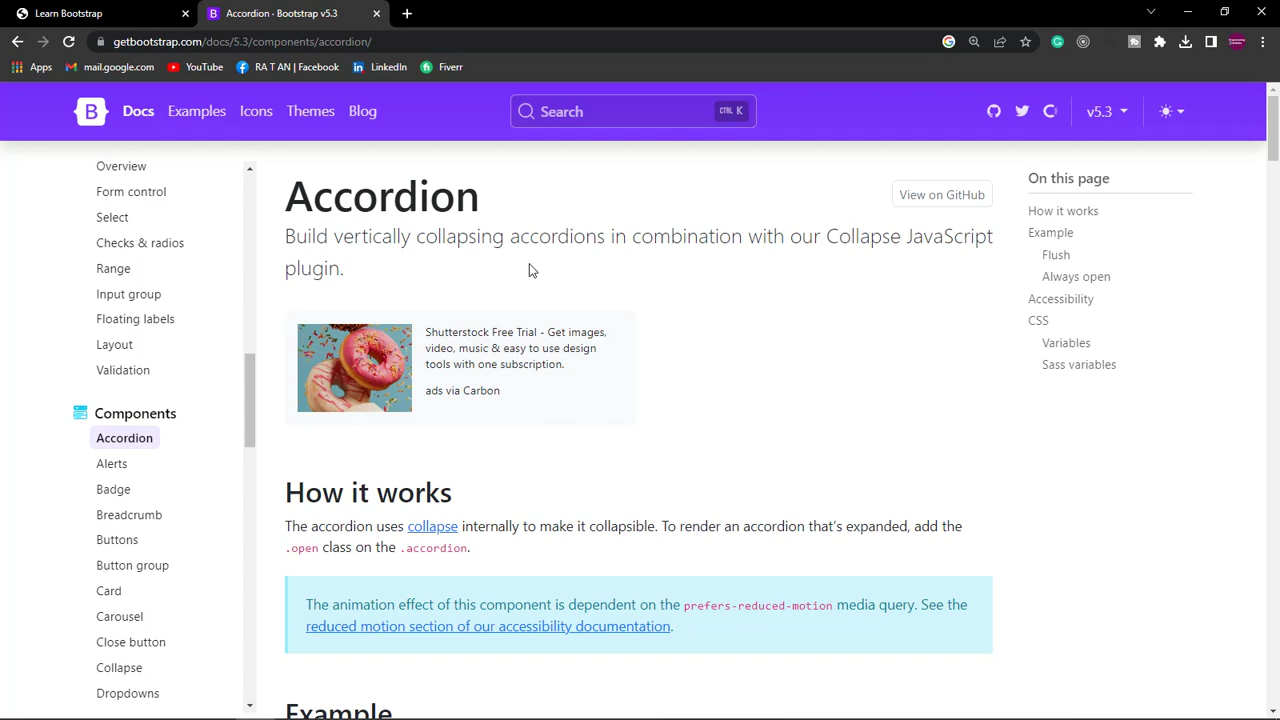 Learn Bootstrap
Accordion - Bootstrap v5.3
getbootstrap.com/docs/5.3/components/accordion/
Apps
mail.google.com
YouTube
RA T AN | Facebook
LinkedIn
Fiverr
B
Docs
Examples
Icons
Themes
Blog
Search
CTRL K
v5.3
Overview
Form control
Select
Checks & radios
Range
Input group
Floating labels
Layout
Validation
Components
Accordion
Alerts
Badge
Breadcrumb
Buttons
Button group
Card
Carousel
Close button
Collapse
Dropdowns
Accordion
View on GitHub
Build vertically collapsing accordions in combination with our Collapse JavaScript
plugin.
Shutterstock Free Trial - Get images,
video, music & easy to use design
tools with one subscription.
ads via Carbon
How it works
The accordion uses collapse internally to make it collapsible. To render an accordion that's expanded, add the
.open class on the .accordion.
The animation effect of this component is dependent on the prefers-reduced-motion media query. See the
reduced motion section of our accessibility documentation.
Example
On this page
How it works
Example
Flush
Always open
Accessibility
CSS
Variables
Sass variables